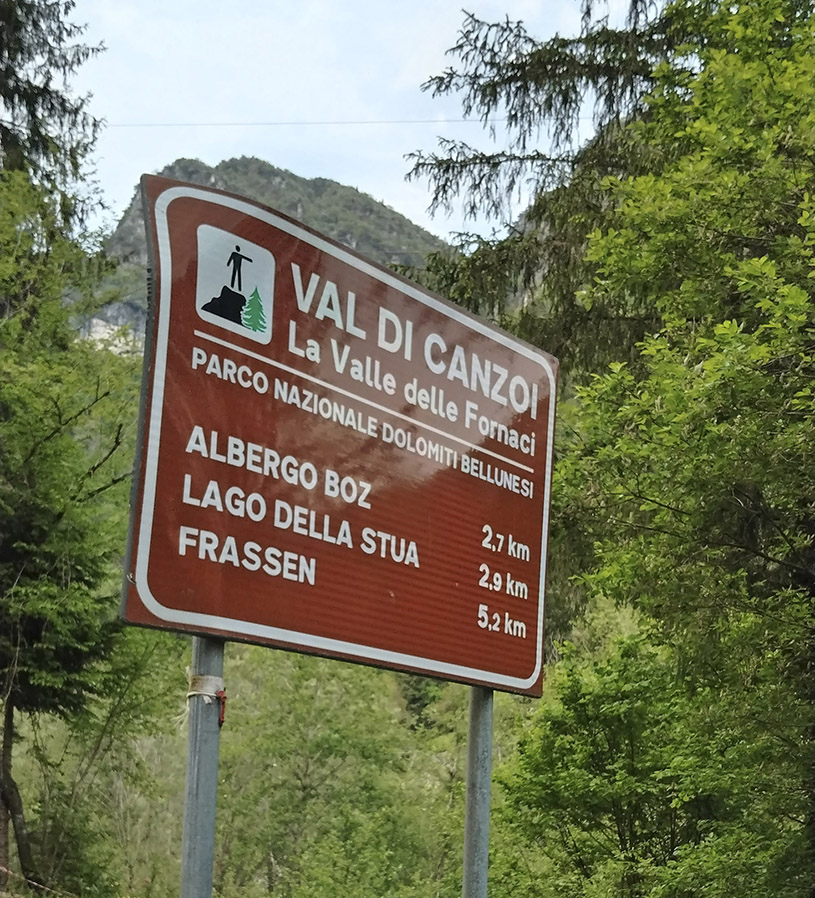 VAL DI CANZOI
La Valle delle Fornaci
PARCO NAZIONALE DOLOMITI BELLUNESI
ALBERGO BOZ 2,7 km
LAGO DELLA STUA 2,9 km
FRASSEN 5,2 km